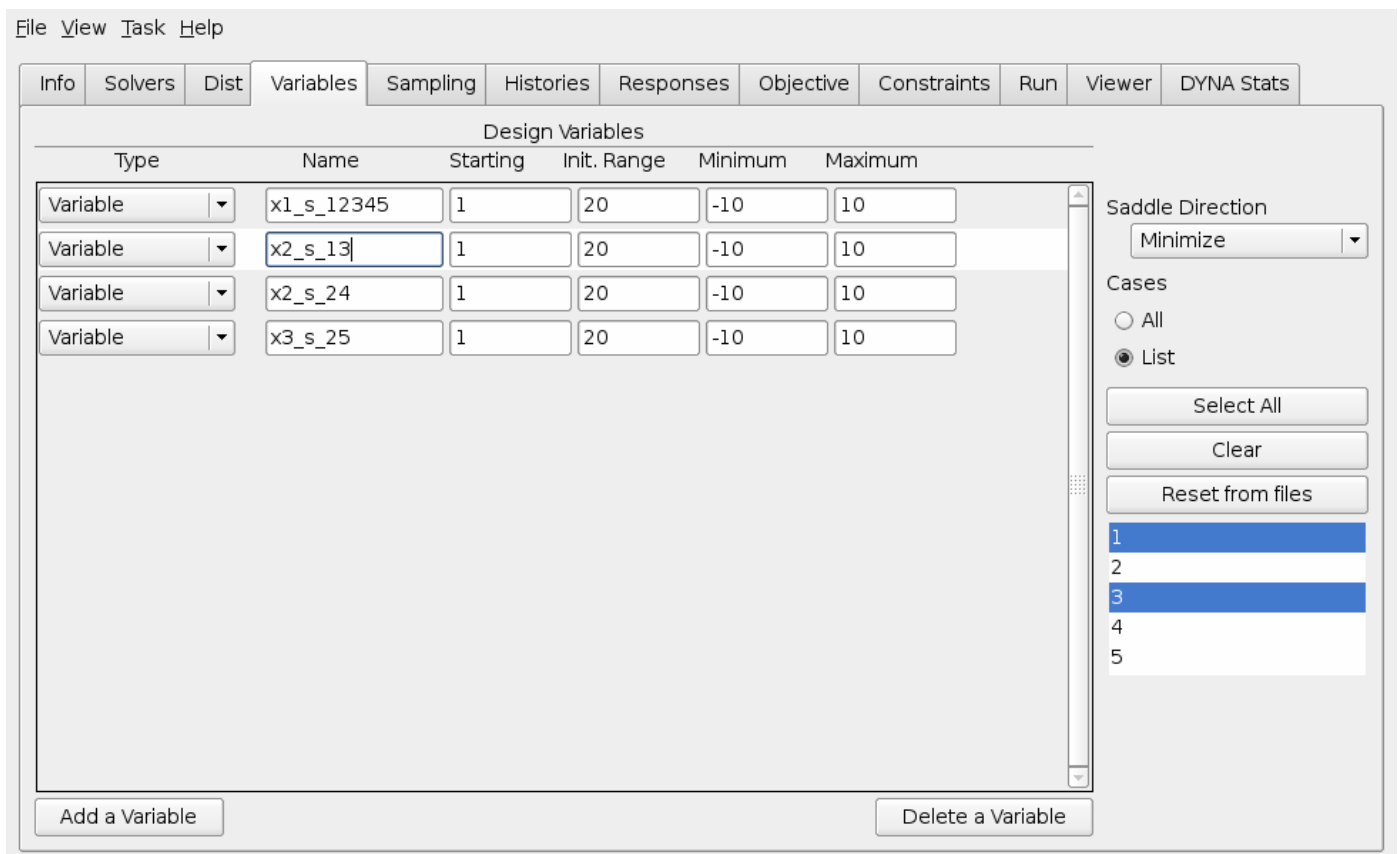 File View Task Help
Info Solvers Dist Variables Sampling Histories Responses Objective Constraints Run Viewer DYNA Stats
Design Variables
Type Name Starting Init. Range Minimum Maximum
Variable x1_s_12345 1 20 -10 10
Variable x2_s_13 1 20 -10 10
Variable x2_s_24 1 20 -10 10
Variable x3_s_25 1 20 -10 10
Saddle Direction
Minimize
Cases
All
List
Select All
Clear
Reset from files
1
2
3
4
5
Add a Variable Delete a Variable